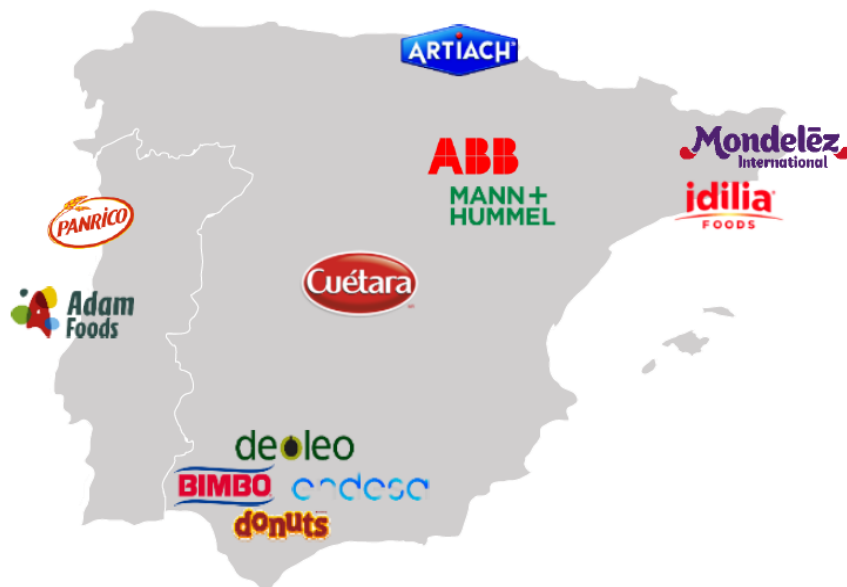 ARTIACH
ABB
MANN+
HUMMEL
Mondelēz
International
idilia
FOODS
PANRICO
Cuétara
Adam
Foods
deoleo
BIMBO
endesa
donuts